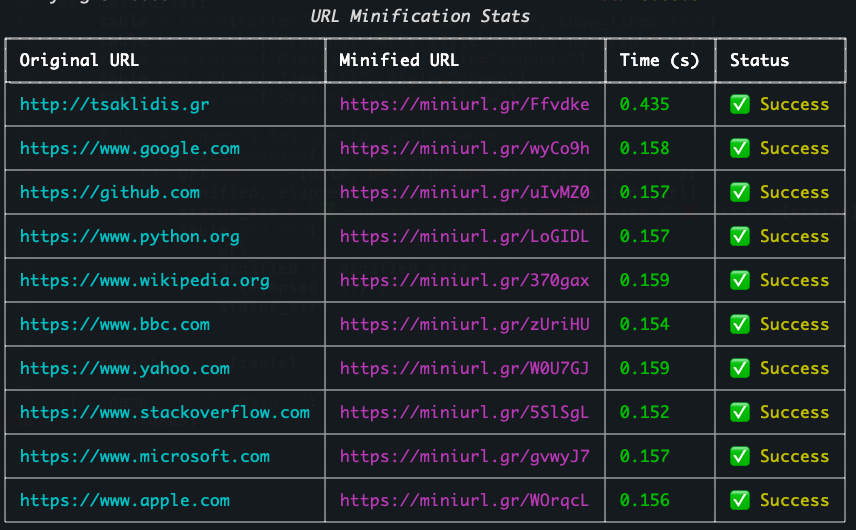 URL Minification Stats
Original URL Minified URL Time (s) Status
http://tsaklidis.gr https://miniurl.gr/Ffvdke 0.435 ✅ Success
https://www.google.com https://miniurl.gr/wyCo9h 0.158 ✅ Success
https://github.com https://miniurl.gr/uIvMZ0 0.157 ✅ Success
https://www.python.org https://miniurl.gr/LoGIDL 0.157 ✅ Success
https://www.wikipedia.org https://miniurl.gr/370gax 0.159 ✅ Success
https://www.bbc.com https://miniurl.gr/zUriHU 0.154 ✅ Success
https://www.yahoo.com https://miniurl.gr/W0U7GJ 0.159 ✅ Success
https://www.stackoverflow.com https://miniurl.gr/5SlSgL 0.152 ✅ Success
https://www.microsoft.com https://miniurl.gr/gvwyJ7 0.157 ✅ Success
https://www.apple.com https://miniurl.gr/WOrqcL 0.156 ✅ Success